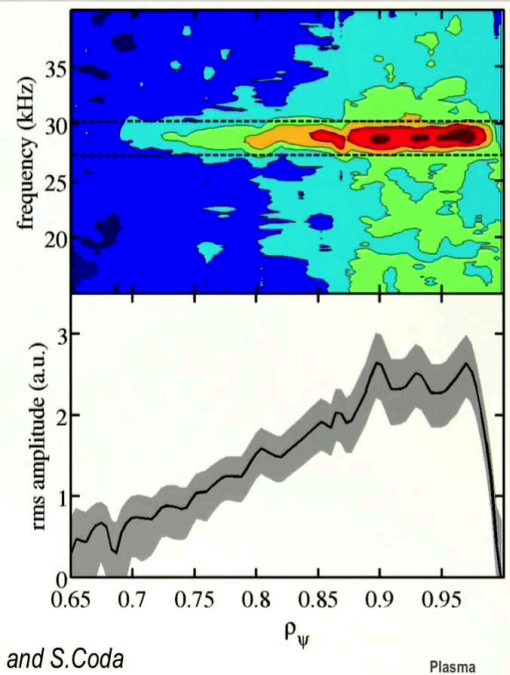 frequency (kHz)
35
30
25
20
rms amplitude (a.u.)
3
2
1
0
0.65 0.7 0.75 0.8 0.85 0.9 0.95
ρψ
and S.Coda
Plasma